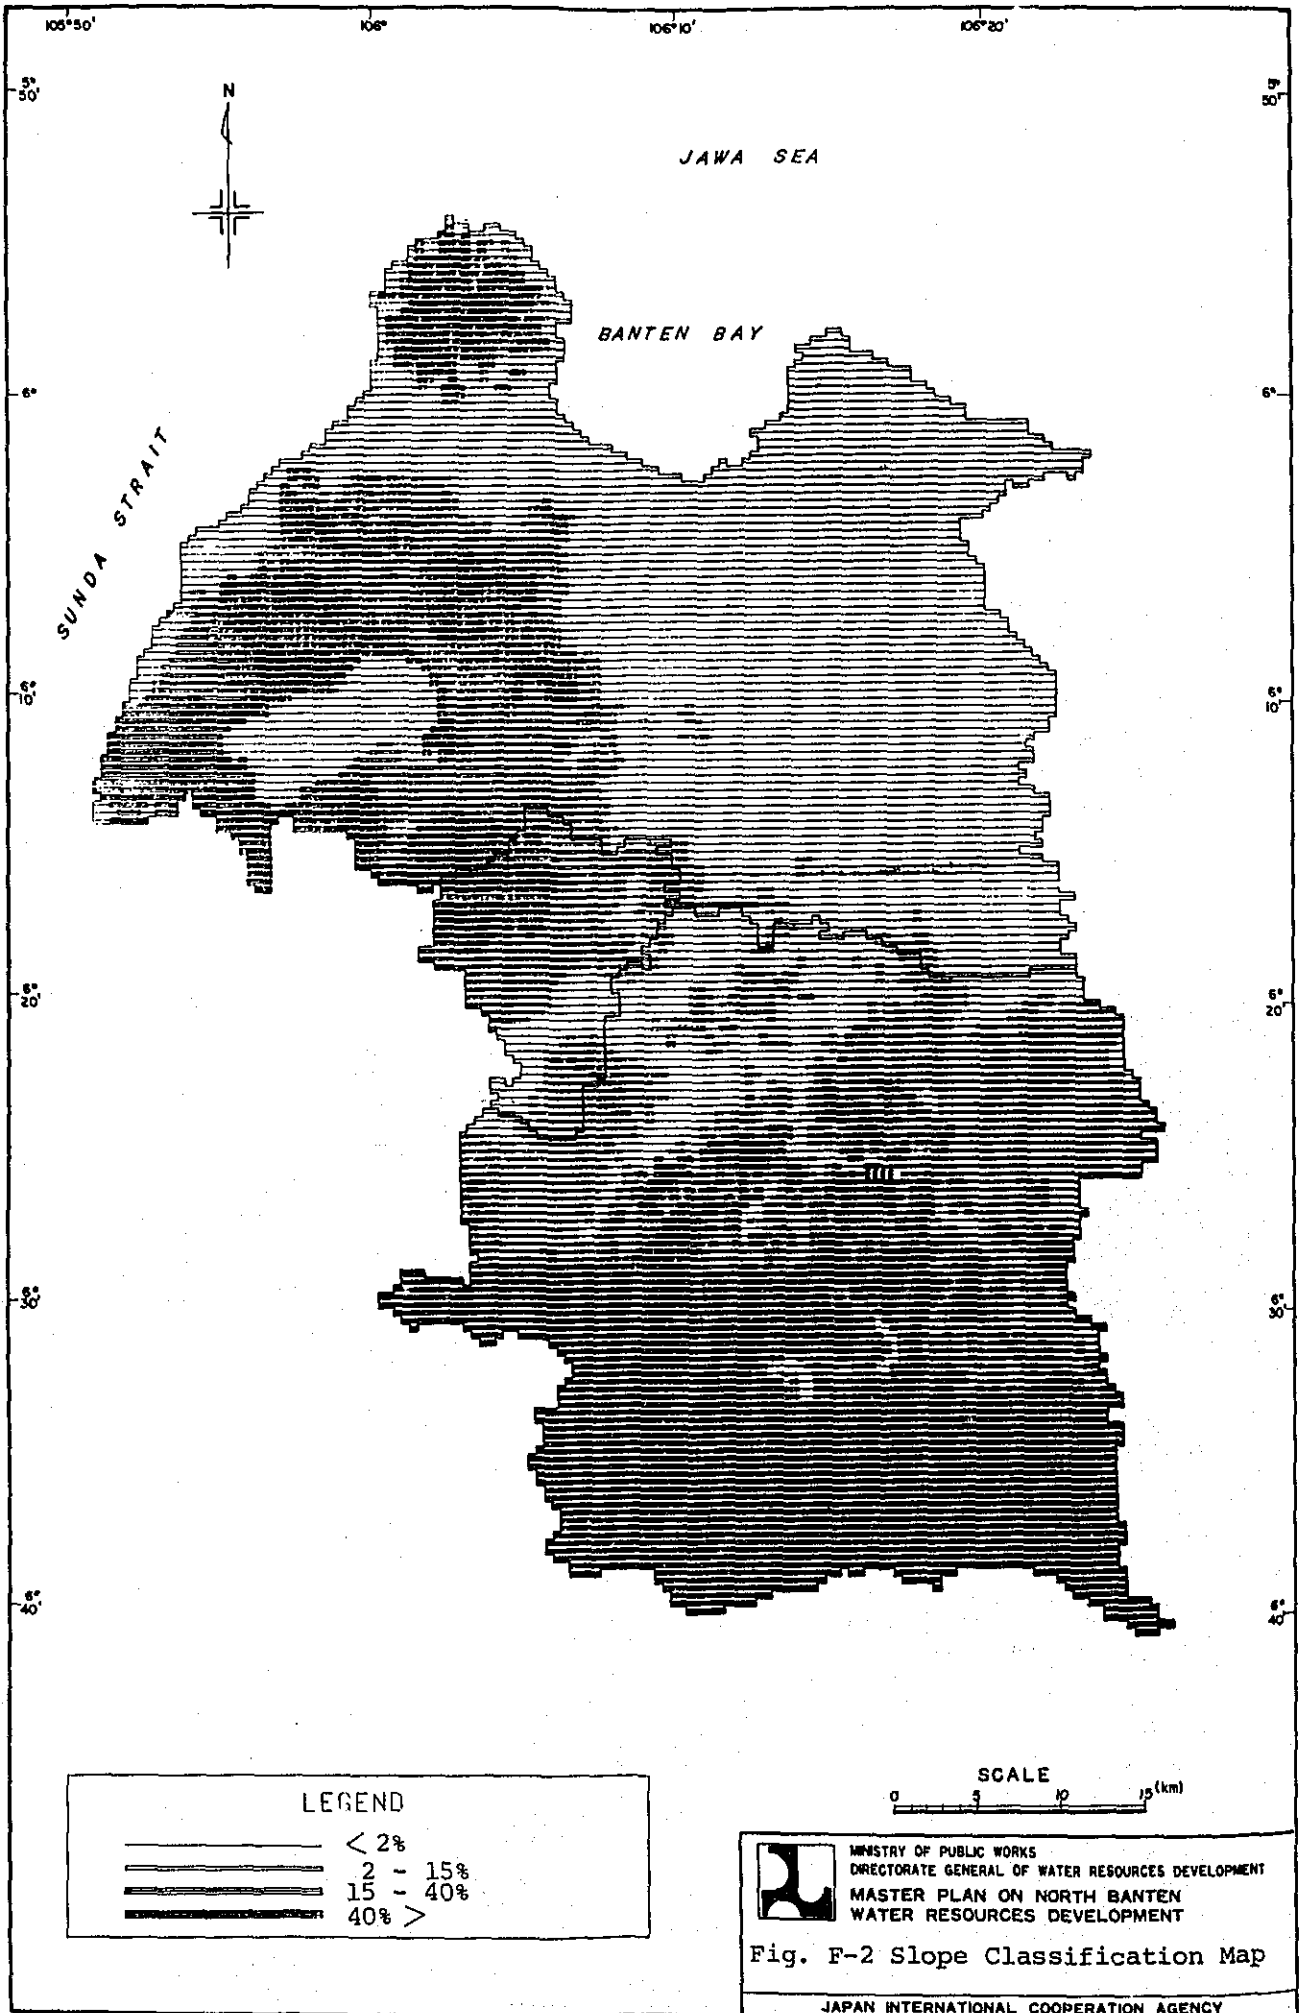 105°50' 106° 106°10' 106°20'
5° 50' 5° 50'
N
JAWA SEA
BANTEN BAY
6° 6°
SUNDA STRAIT
6° 10' 6° 10'
6° 20' 6° 20'
6° 30' 6° 30'
6° 40' 6° 40'
LEGEND
< 2%
2 - 15%
15 - 40%
40% >
SCALE
0 5 10 15 (km)
MINISTRY OF PUBLIC WORKS
DIRECTORATE GENERAL OF WATER RESOURCES DEVELOPMENT
MASTER PLAN ON NORTH BANTEN
WATER RESOURCES DEVELOPMENT
Fig. F-2 Slope Classification Map
JAPAN INTERNATIONAL COOPERATION AGENCY